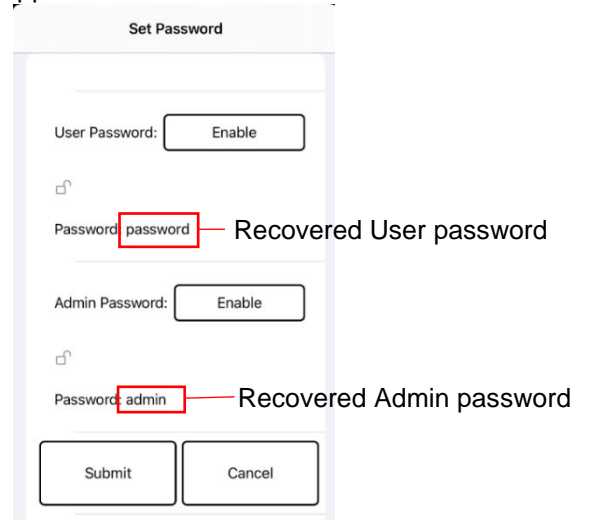 Set Password
User Password: Enable
Password: password Recovered User password
Admin Password: Enable
Password: admin Recovered Admin password
Submit Cancel